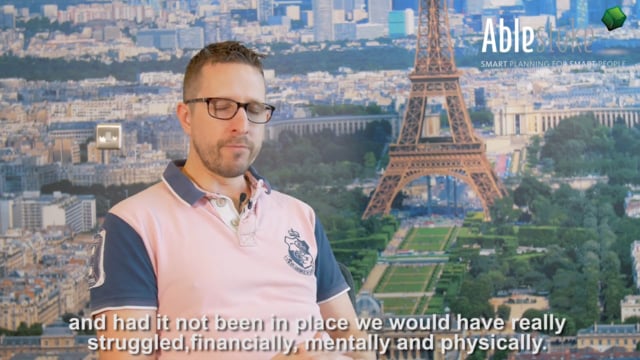 Ablestoke
SMART PLANNING FOR SMART PEOPLE
and had it not been in place we would have really
struggled,financially, mentally and physically.